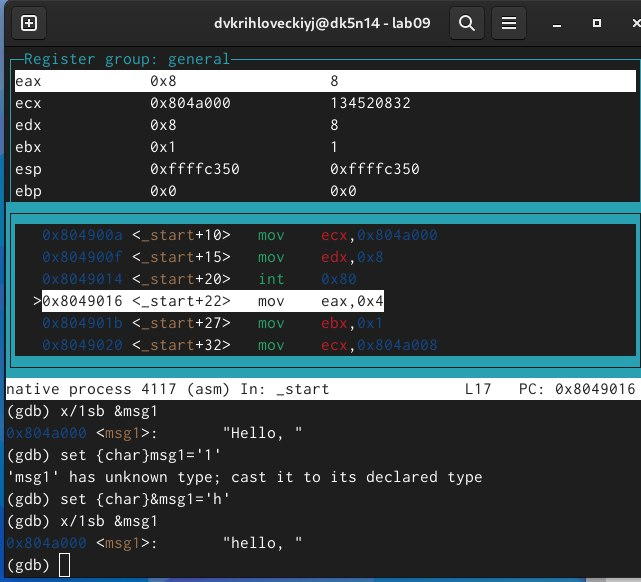 dvkrihloveckiyj@dk5n14 - lab09
Register group: general
eax 0x8 8
ecx 0x804a000 134520832
edx 0x8 8
ebx 0x1 1
esp 0xffffc350 0xffffc350
ebp 0x0 0x0
0x804900a <_start+10> mov ecx,0x804a000
0x804900f <_start+15> mov edx,0x8
0x8049014 <_start+20> int 0x80
>0x8049016 <_start+22> mov eax,0x4
0x804901b <_start+27> mov ebx,0x1
0x8049020 <_start+32> mov ecx,0x804a008
native process 4117 (asm) In: _start L17 PC: 0x8049016
(gdb) x/1sb &msg1
0x804a000 <msg1>: "Hello, "
(gdb) set {char}msg1='1'
'msg1' has unknown type; cast it to its declared type
(gdb) set {char}&msg1='h'
(gdb) x/1sb &msg1
0x804a000 <msg1>: "hello, "
(gdb)